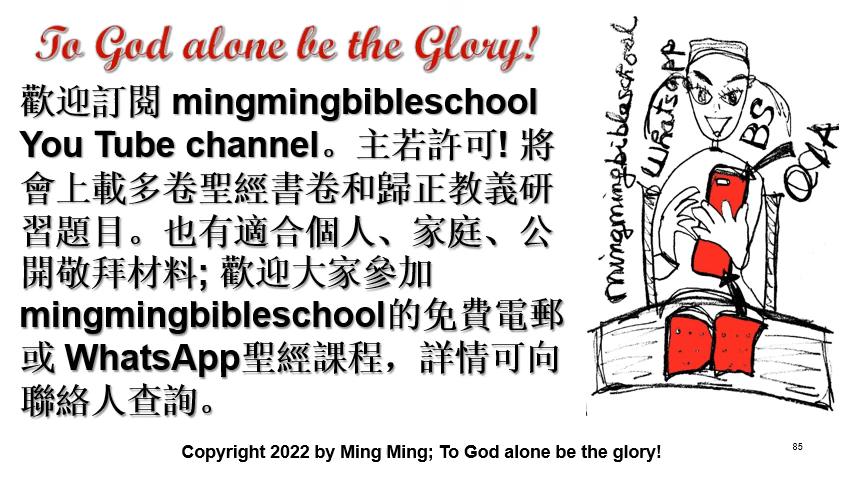 To God alone be the Glory!
歡迎訂閱 mingmingbibleschool
You Tube channel。主若許可! 將
會上載多卷聖經書卷和歸正教義研
習題目。也有適合個人、家庭、公
開敬拜材料; 歡迎大家參加
mingmingbibleschool的免費電郵
或 WhatsApp聖經課程，詳情可向
聯絡人查詢。
mingmingbibleschool
Whatsapp
BS
Q&A
Copyright 2022 by Ming Ming; To God alone be the glory!
85